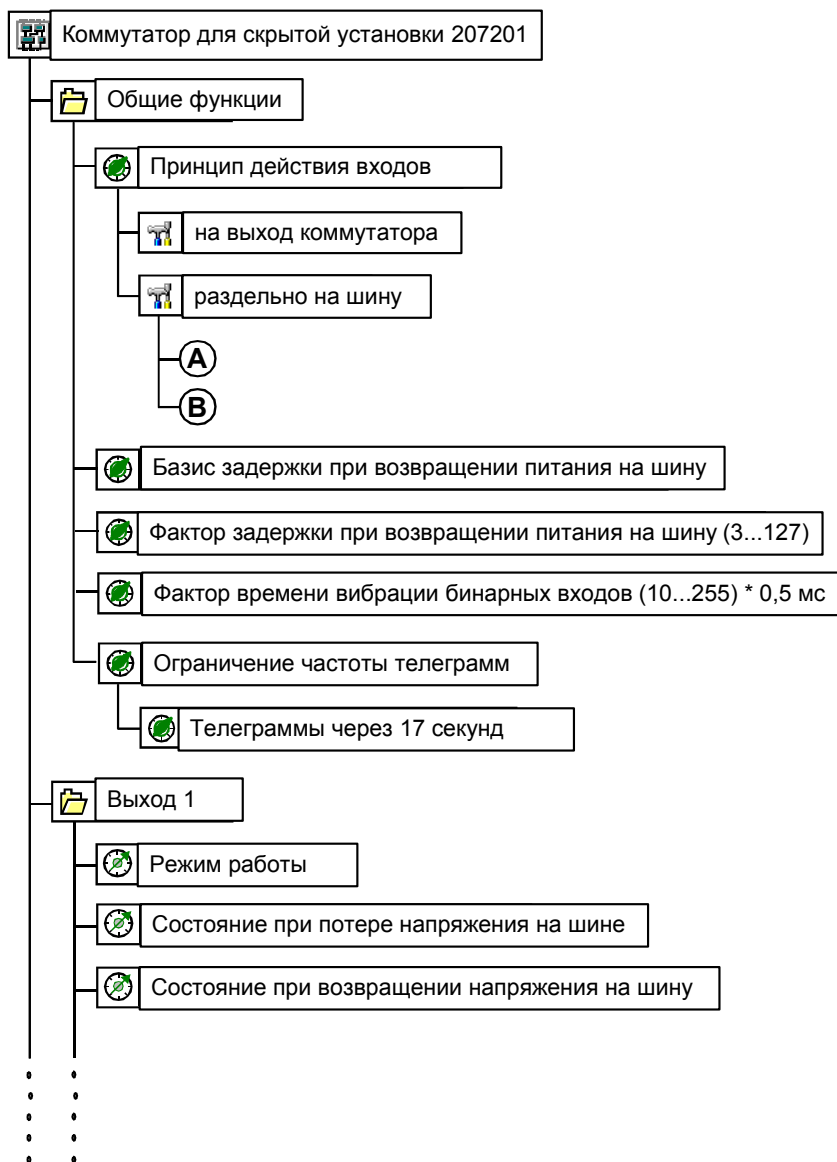 Коммутатор для скрытой установки 207201
Общие функции
Принцип действия входов
на выход коммутатора
раздельно на шину
A
B
Базис задержки при возвращении питания на шину
Фактор задержки при возвращении питания на шину (3...127)
Фактор времени вибрации бинарных входов (10...255) * 0,5 мс
Ограничение частоты телеграмм
Телеграммы через 17 секунд
Выход 1
Режим работы
Состояние при потере напряжения на шине
Состояние при возвращении напряжения на шину